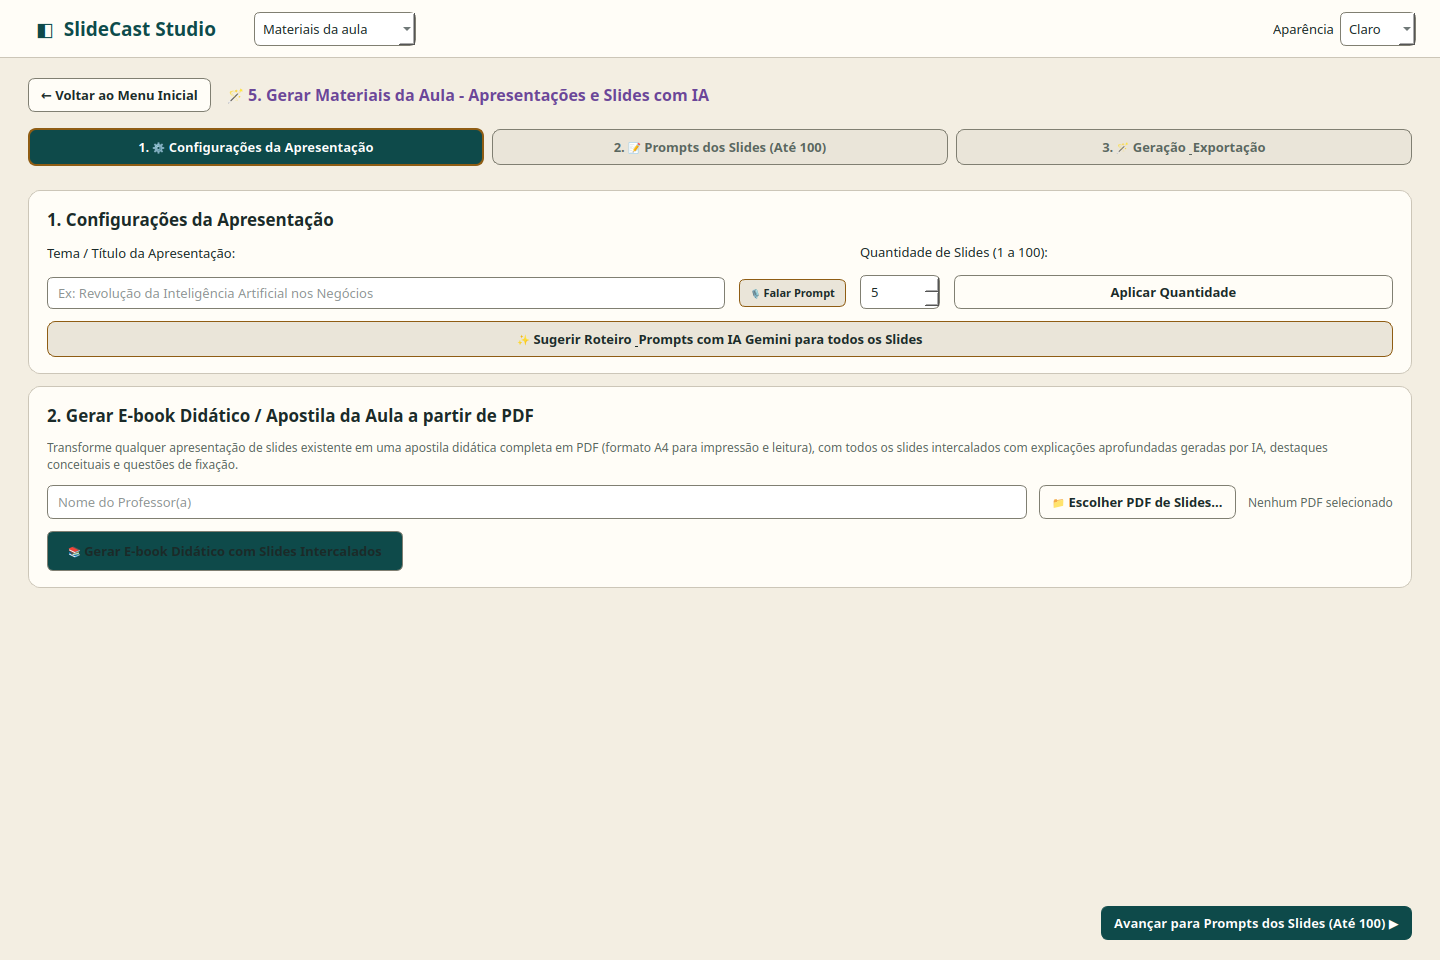 SlideCast Studio
Materiais da aula
Aparência
Claro
← Voltar ao Menu Inicial
5. Gerar Materiais da Aula - Apresentações e Slides com IA
1. Configurações da Apresentação
2. Prompts dos Slides (Até 100)
3. Geração _Exportação
1. Configurações da Apresentação
Tema / Título da Apresentação:
Quantidade de Slides (1 a 100):
Ex: Revolução da Inteligência Artificial nos Negócios
Falar Prompt
5
Aplicar Quantidade
Sugerir Roteiro _Prompts com IA Gemini para todos os Slides
2. Gerar E-book Didático / Apostila da Aula a partir de PDF
Transforme qualquer apresentação de slides existente em uma apostila didática completa em PDF (formato A4 para impressão e leitura), com todos os slides intercalados com explicações aprofundadas geradas por IA, destaques
conceituais e questões de fixação.
Nome do Professor(a)
Escolher PDF de Slides...
Nenhum PDF selecionado
Gerar E-book Didático com Slides Intercalados
Avançar para Prompts dos Slides (Até 100) ▶